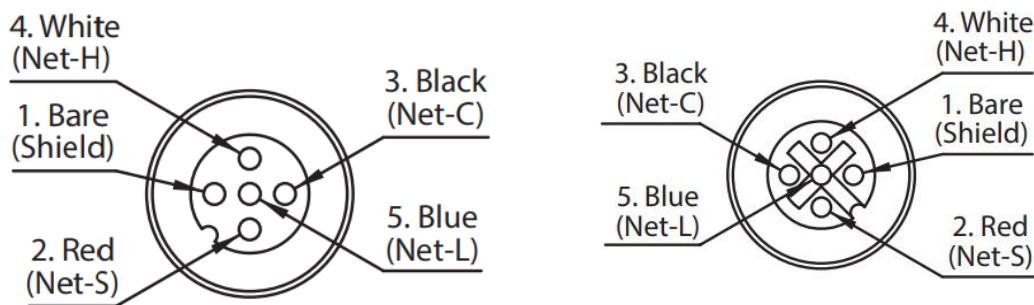 4. White
(Net-H)
3. Black
(Net-C)
1. Bare
(Shield)
5. Blue
(Net-L)
2. Red
(Net-S)
4. White
(Net-H)
3. Black
(Net-C)
1. Bare
(Shield)
5. Blue
(Net-L)
2. Red
(Net-S)